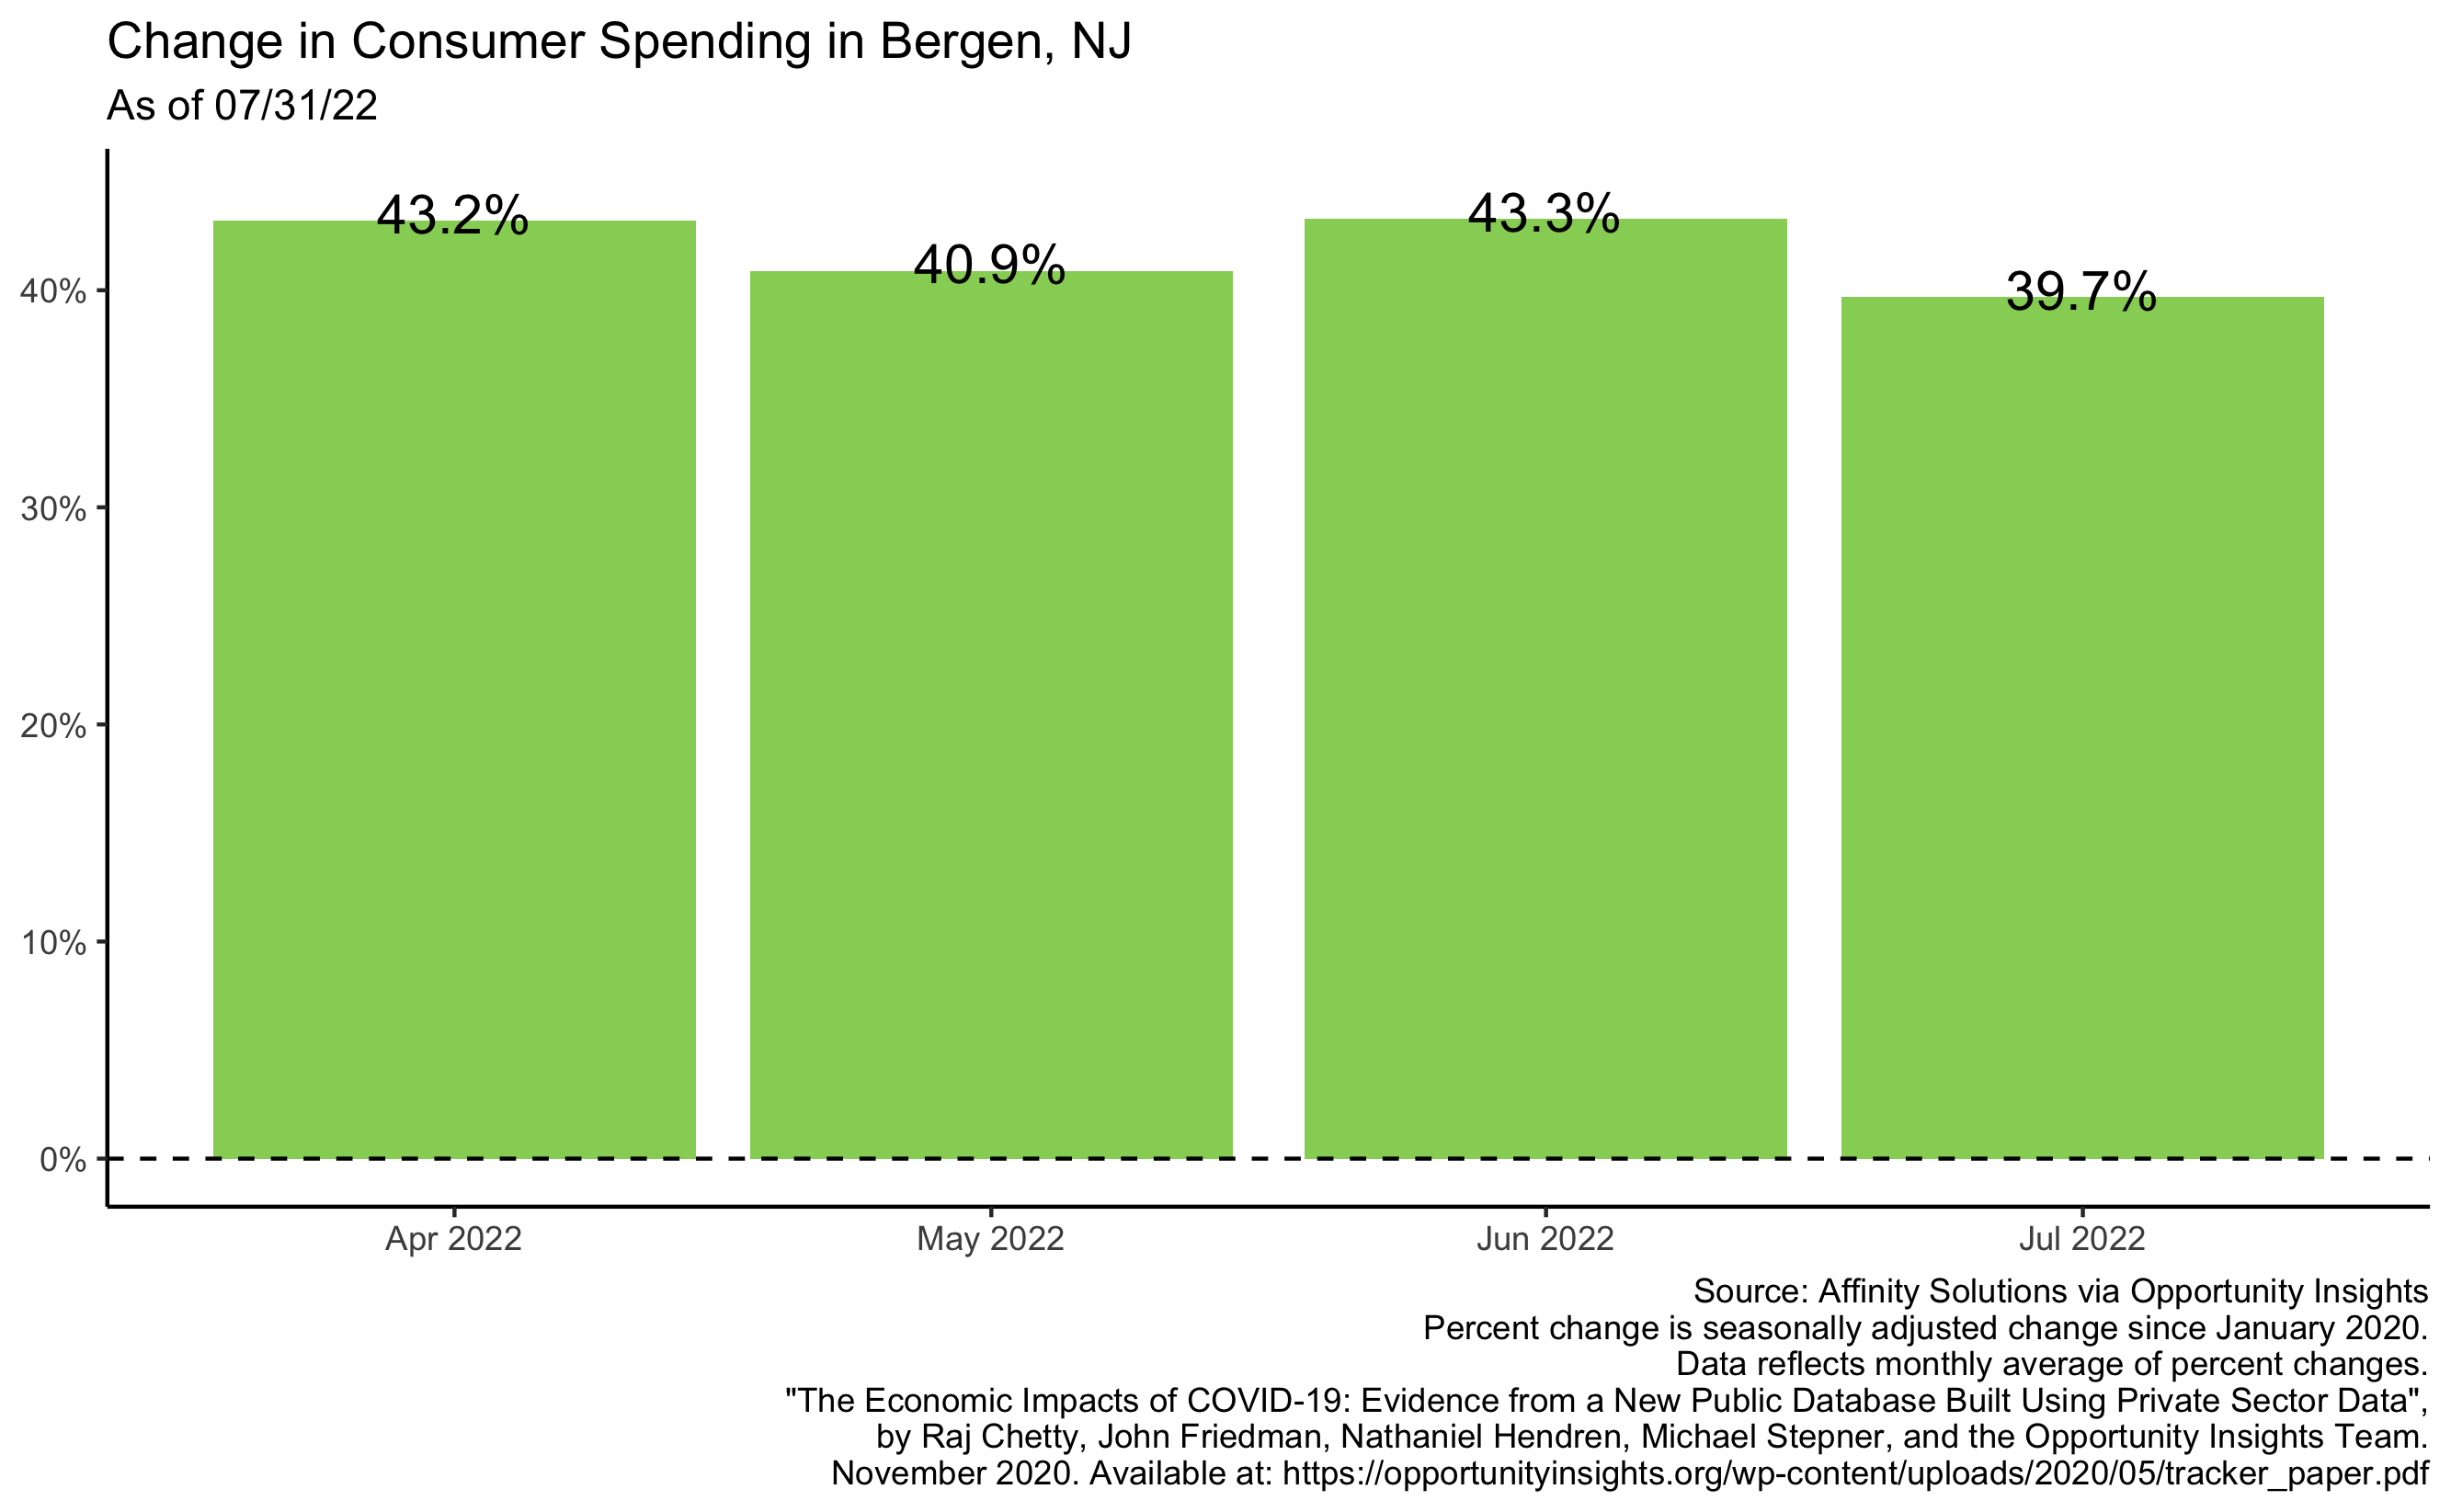 Change in Consumer Spending in Bergen, NJ
As of 07/31/22
43.2%
40.9%
43.3%
39.7%
40%
30%
20%
10%
0%
Apr 2022
May 2022
Jun 2022
Jul 2022
Source: Affinity Solutions via Opportunity Insights
Percent change is seasonally adjusted change since January 2020.
Data reflects monthly average of percent changes.
"The Economic Impacts of COVID-19: Evidence from a New Public Database Built Using Private Sector Data",
by Raj Chetty, John Friedman, Nathaniel Hendren, Michael Stepner, and the Opportunity Insights Team.
November 2020. Available at: https://opportunityinsights.org/wp-content/uploads/2020/05/tracker_paper.pdf